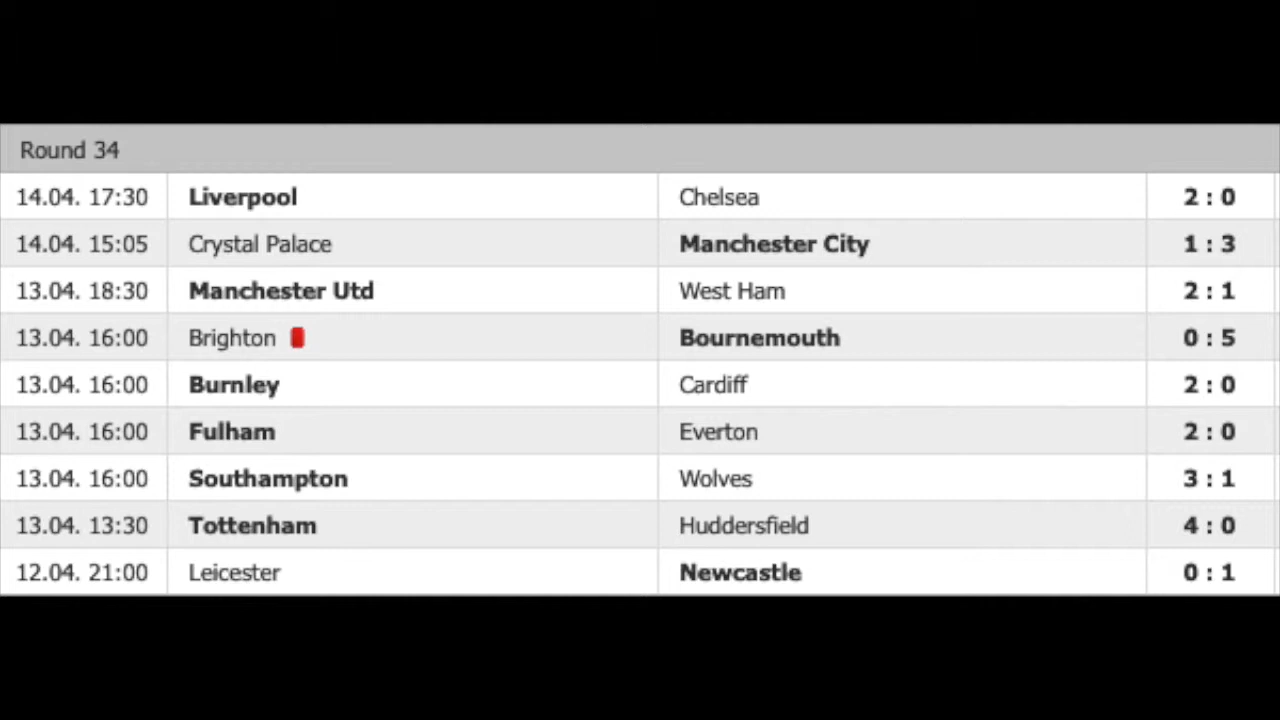 Round 34
14.04. 17:30 Liverpool Chelsea 2 : 0
14.04. 15:05 Crystal Palace Manchester City 1 : 3
13.04. 18:30 Manchester Utd West Ham 2 : 1
13.04. 16:00 Brighton Bournemouth 0 : 5
13.04. 16:00 Burnley Cardiff 2 : 0
13.04. 16:00 Fulham Everton 2 : 0
13.04. 16:00 Southampton Wolves 3 : 1
13.04. 13:30 Tottenham Huddersfield 4 : 0
12.04. 21:00 Leicester Newcastle 0 : 1